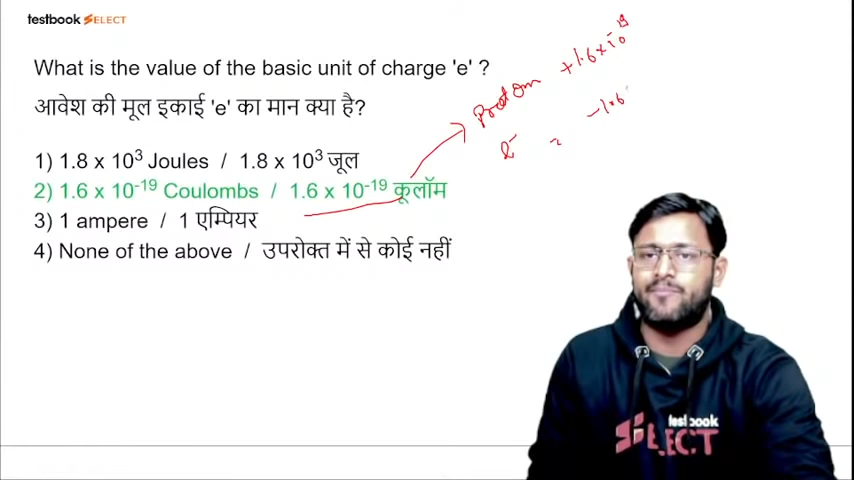 testbook SELECT
What is the value of the basic unit of charge 'e' ?
आवेश की मूल इकाई 'e' का मान क्या है?
1) 1.8 x 10³ Joules / 1.8 x 10³ जूल
2) 1.6 x 10⁻¹⁹ Coulombs / 1.6 x 10⁻¹⁹ कूलॉम
3) 1 ampere / 1 एम्पियर
4) None of the above / उपरोक्त में से कोई नहीं
Proton +1.6x10⁻¹⁹
e⁻ = -1.6
testbook
SELECT